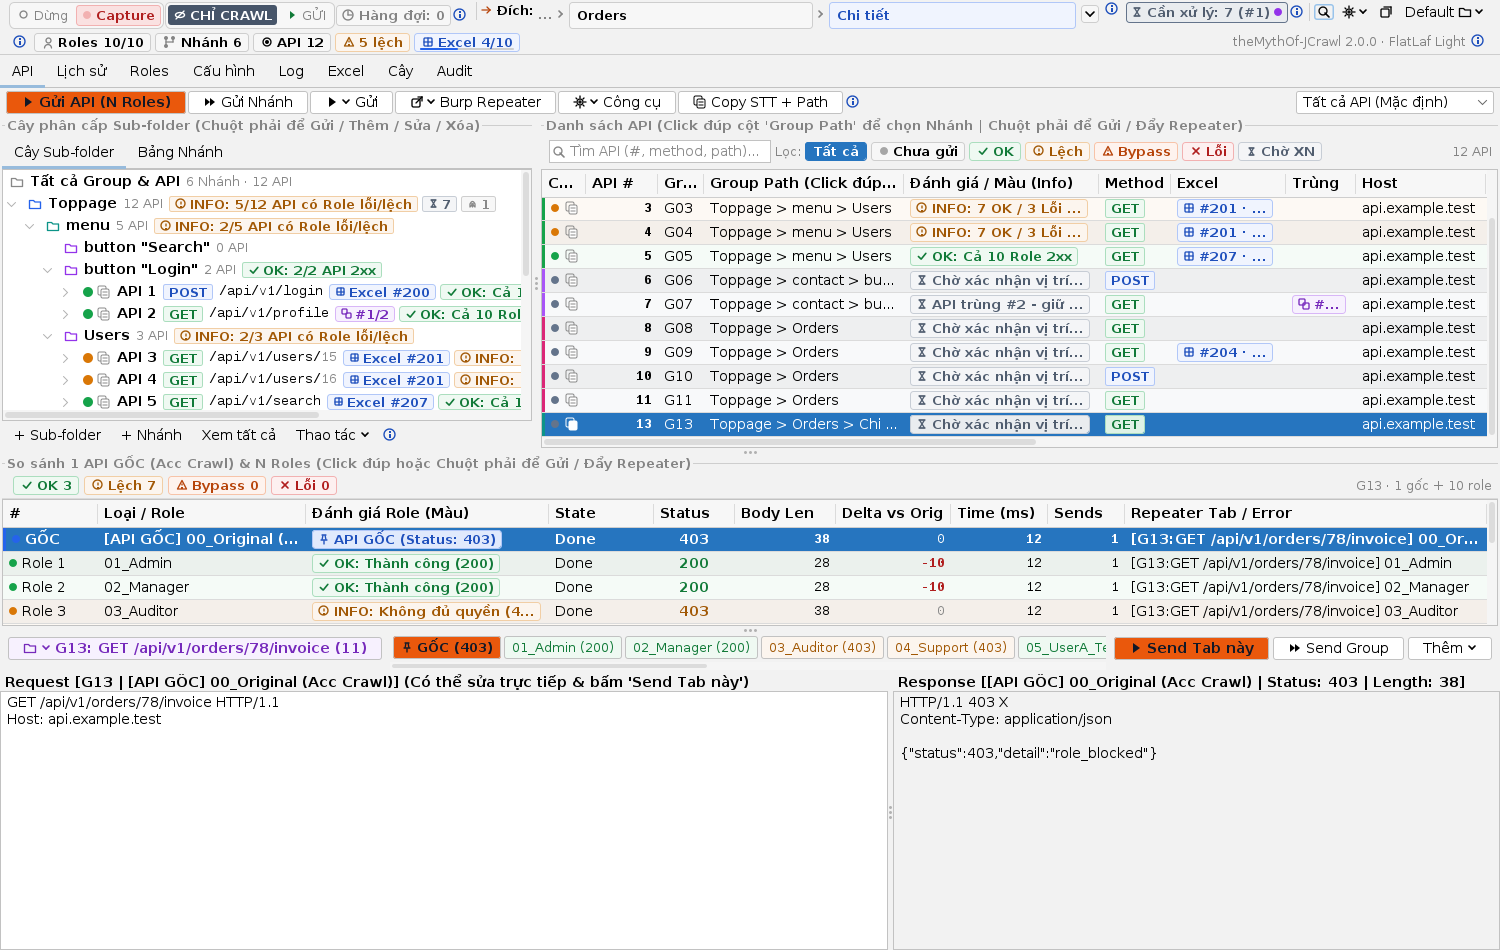 Dừng Capture CHỈ CRAWL GỬI Hàng đợi: 0 Đích: ... > Orders > Chi tiết Cần xử lý: 7 (#1) Default
Roles 10/10 Nhánh 6 API 12 5 lệch Excel 4/10 theMythOf-JCrawl 2.0.0 · FlatLaf Light
API Lịch sử Roles Cấu hình Log Excel Cây Audit
Gửi API (N Roles) Gửi Nhánh Gửi Burp Repeater Công cụ Copy STT + Path Tất cả API (Mặc định)
Cây phân cấp Sub-folder (Chuột phải để Gửi / Thêm / Sửa / Xóa)
Cây Sub-folder Bảng Nhánh
Tất cả Group & API 6 Nhánh · 12 API
Toppage 12 API INFO: 5/12 API có Role lỗi/lệch 7 1
menu 5 API INFO: 2/5 API có Role lỗi/lệch
button "Search" 0 API
button "Login" 2 API OK: 2/2 API 2xx
API 1 POST /api/v1/login Excel #200 OK: Cả 1
API 2 GET /api/v1/profile #1/2 OK: Cả 10 Rol
Users 3 API INFO: 2/3 API có Role lỗi/lệch
API 3 GET /api/v1/users/15 Excel #201 INFO:
API 4 GET /api/v1/users/16 Excel #201 INFO:
API 5 GET /api/v1/search Excel #207 OK: Cả 1
+ Sub-folder + Nhánh Xem tất cả Thao tác
Danh sách API (Click đúp cột 'Group Path' để chọn Nhánh | Chuột phải để Gửi / Đẩy Repeater)
Tìm API (#, method, path)... Lọc: Tất cả Chưa gửi OK Lệch Bypass Lỗi Chờ XN 12 API
C... API # Gr... Group Path (Click đúp... Đánh giá / Màu (Info) Method Excel Trùng Host
3 G03 Toppage > menu > Users INFO: 7 OK / 3 Lỗi ... GET #201 · ... api.example.test
4 G04 Toppage > menu > Users INFO: 7 OK / 3 Lỗi ... GET #201 · ... api.example.test
5 G05 Toppage > menu > Users OK: Cả 10 Role 2xx GET #207 · ... api.example.test
6 G06 Toppage > contact > bu... Chờ xác nhận vị trí... POST api.example.test
7 G07 Toppage > contact > bu... API trùng #2 - giữ ... GET #... api.example.test
8 G08 Toppage > Orders Chờ xác nhận vị trí... GET api.example.test
9 G09 Toppage > Orders Chờ xác nhận vị trí... GET #204 · ... api.example.test
10 G10 Toppage > Orders Chờ xác nhận vị trí... POST api.example.test
11 G11 Toppage > Orders Chờ xác nhận vị trí... GET api.example.test
13 G13 Toppage > Orders > Chi ... Chờ xác nhận vị trí... GET api.example.test
So sánh 1 API GỐC (Acc Crawl) & N Roles (Click đúp hoặc Chuột phải để Gửi / Đẩy Repeater)
OK 3 Lệch 7 Bypass 0 Lỗi 0 G13 · 1 gốc + 10 role
# Loại / Role Đánh giá Role (Màu) State Status Body Len Delta vs Orig Time (ms) Sends Repeater Tab / Error
GỐC [API GỐC] 00_Original (... API GỐC (Status: 403) Done 403 38 0 12 1 [G13:GET /api/v1/orders/78/invoice] 00_Or...
Role 1 01_Admin OK: Thành công (200) Done 200 28 -10 12 1 [G13:GET /api/v1/orders/78/invoice] 01_Admin
Role 2 02_Manager OK: Thành công (200) Done 200 28 -10 12 1 [G13:GET /api/v1/orders/78/invoice] 02_Manager
Role 3 03_Auditor INFO: Không đủ quyền (4... Done 403 38 0 12 1 [G13:GET /api/v1/orders/78/invoice] 03_Auditor
G13: GET /api/v1/orders/78/invoice (11) GỐC (403) 01_Admin (200) 02_Manager (200) 03_Auditor (403) 04_Support (403) 05_UserA_Te Send Tab này Send Group Thêm
Request [G13 | [API GỐC] 00_Original (Acc Crawl)] (Có thể sửa trực tiếp & bấm 'Send Tab này')
GET /api/v1/orders/78/invoice HTTP/1.1
Host: api.example.test
Response [[API GỐC] 00_Original (Acc Crawl) | Status: 403 | Length: 38]
HTTP/1.1 403 X
Content-Type: application/json
{"status":403,"detail":"role_blocked"}